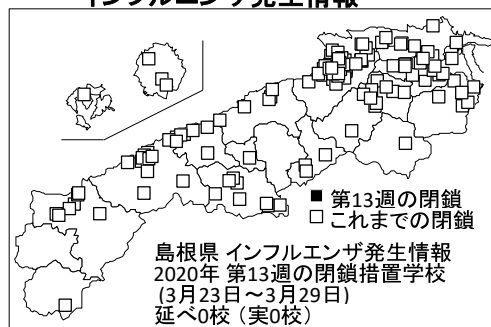 インフルエンザ発生情報
■ 第13週の閉鎖
□ これまでの閉鎖
島根県 インフルエンザ発生情報
2020年 第13週の閉鎖措置学校
(3月23日～3月29日)
延べ0校 (実0校)